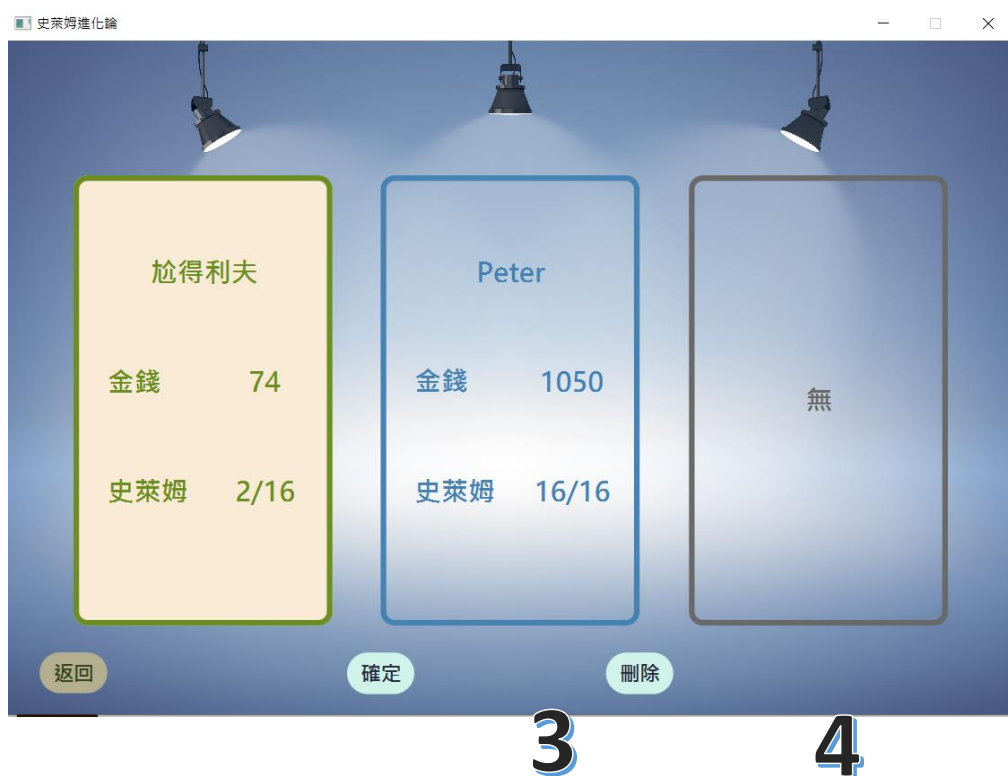 史萊姆進化論
尬得利夫
金錢 74
史萊姆 2/16
Peter
金錢 1050
史萊姆 16/16
無
返回
確定
刪除
3
4